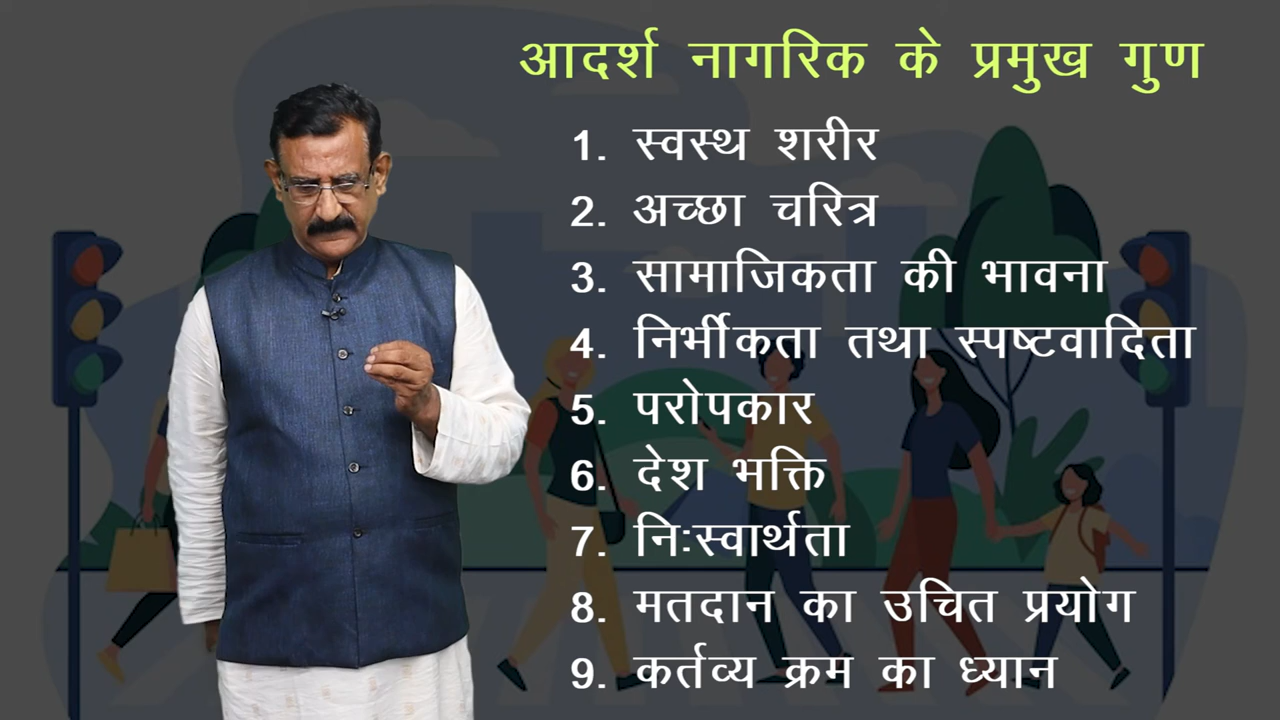 आदर्श नागरिक के प्रमुख गुण
1. स्वस्थ शरीर
2. अच्छा चरित्र
3. सामाजिकता की भावना
4. निर्भीकता तथा स्पष्टवादिता
5. परोपकार
6. देश भक्ति
7. निःस्वार्थता
8. मतदान का उचित प्रयोग
9. कर्तव्य क्रम का ध्यान